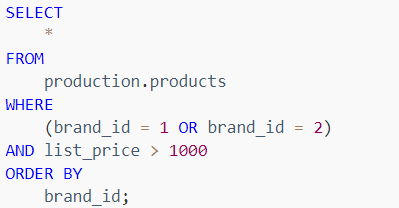 SELECT
    *
FROM
    production.products
WHERE
    (brand_id = 1 OR brand_id = 2)
AND list_price > 1000
ORDER BY
    brand_id;